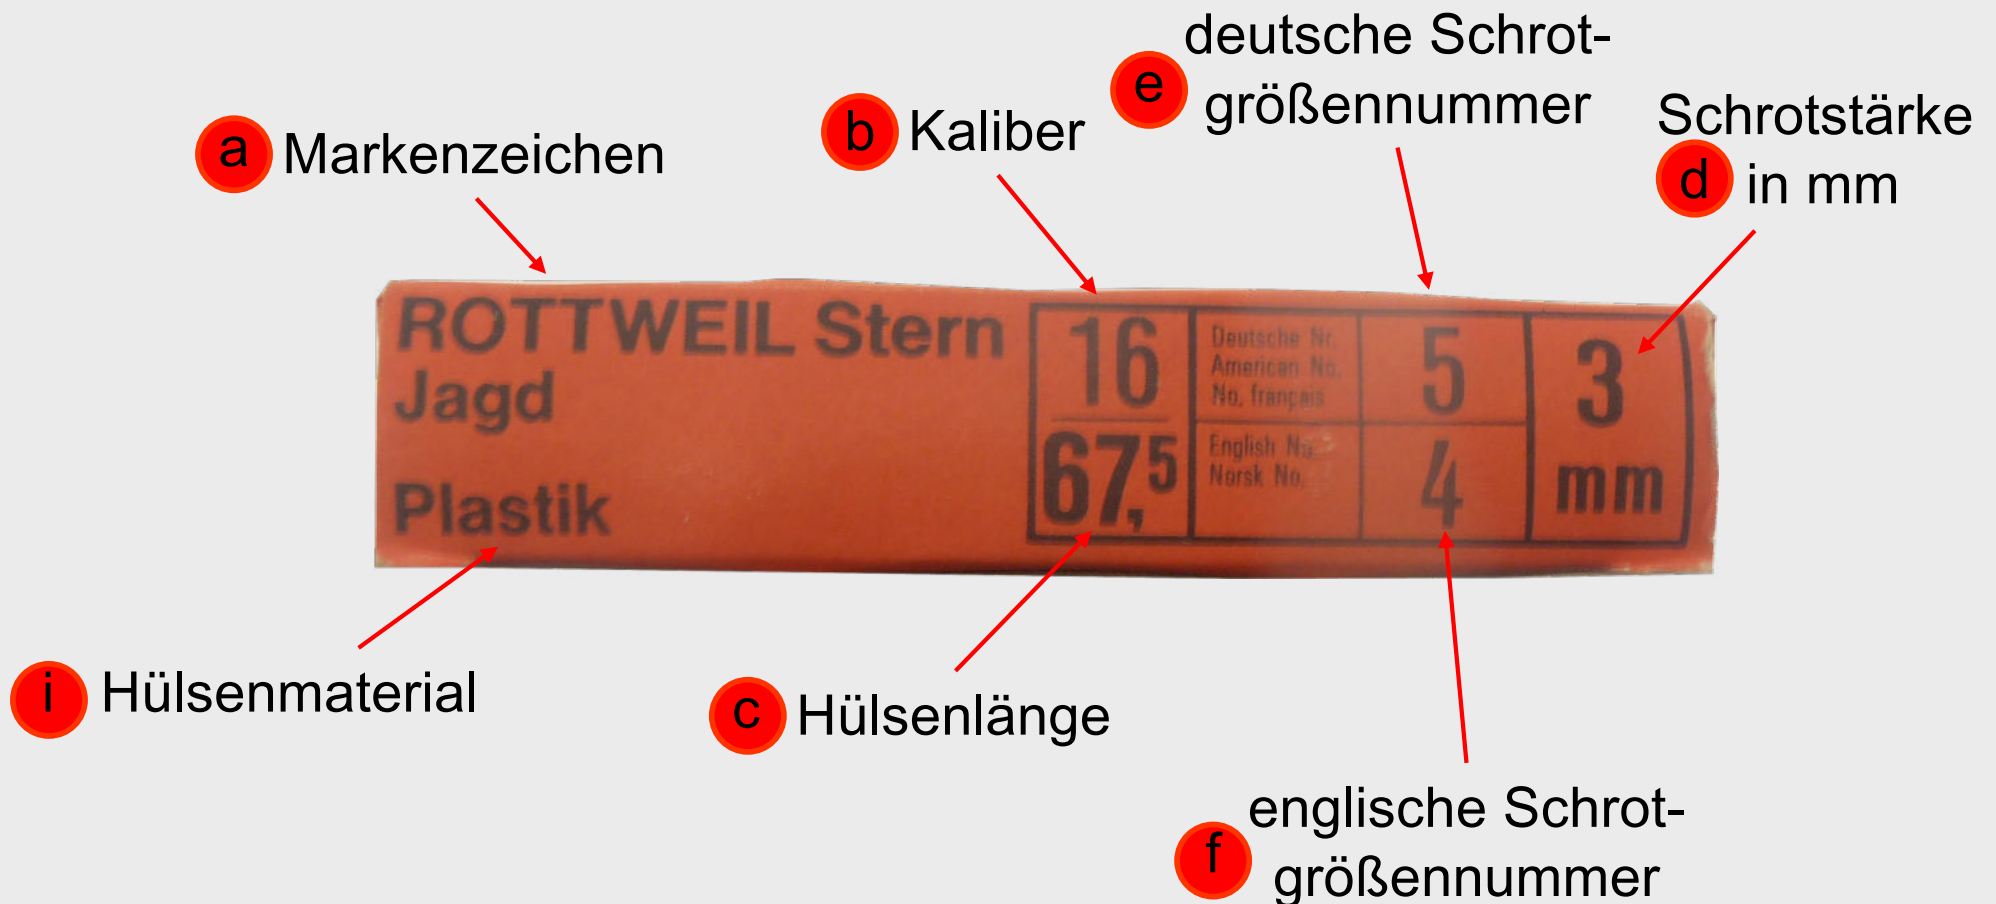 deutsche Schrot-
größennummer
e
Schrotstärke
in mm
d
b Kaliber
a Markenzeichen
ROTTWEIL Stern
Jagd
Plastik
16
67,5
Deutsche Nr.
American No.
No. français
5
English No.
Norsk No.
4
3
mm
i Hülsenmaterial
c Hülsenlänge
englische Schrot-
größennummer
f